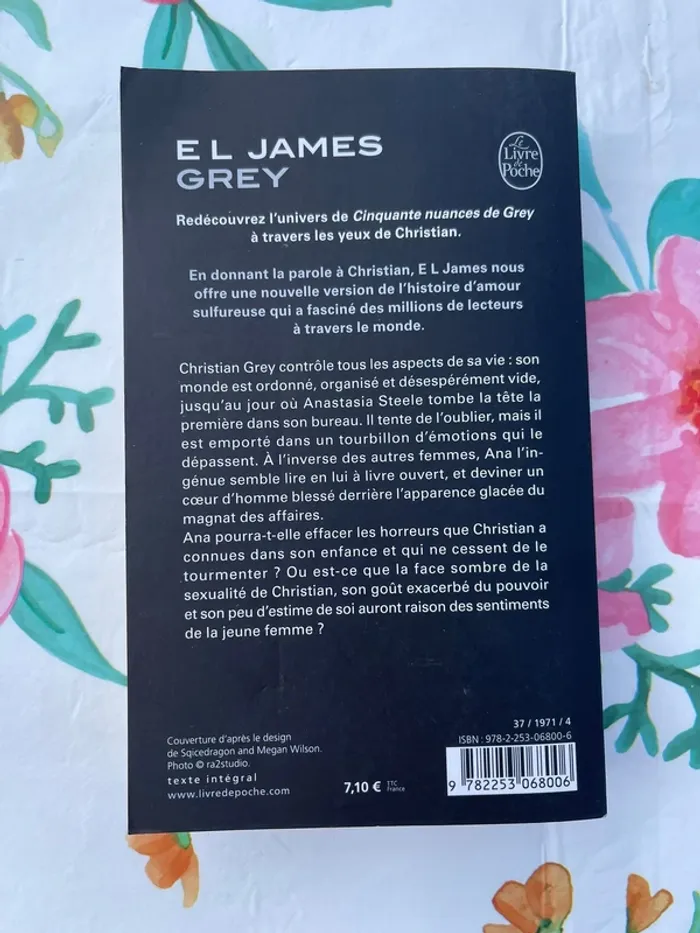 E L JAMES
GREY
Le
Livre
de
Poche
Redécouvrez l'univers de Cinquante nuances de Grey
à travers les yeux de Christian.
En donnant la parole à Christian, E L James nous
offre une nouvelle version de l'histoire d'amour
sulfureuse qui a fasciné des millions de lecteurs
à travers le monde.
Christian Grey contrôle tous les aspects de sa vie : son
monde est ordonné, organisé et désespérément vide,
jusqu'au jour où Anastasia Steele tombe la tête la
première dans son bureau. Il tente de l'oublier, mais il
est emporté dans un tourbillon d'émotions qui le
dépassent. À l'inverse des autres femmes, Ana l'in-
génue semble lire en lui à livre ouvert, et deviner un
cœur d'homme blessé derrière l'apparence glacée du
magnat des affaires.
Ana pourra-t-elle effacer les horreurs que Christian a
connues dans son enfance et qui ne cessent de le
tourmenter ? Ou est-ce que la face sombre de la
sexualité de Christian, son goût exacerbé du pouvoir
et son peu d'estime de soi auront raison des sentiments
de la jeune femme ?
Couverture d'après le design
de Sqicedragon and Megan Wilson.
Photo © ra2studio.
texte intégral
www.livredepoche.com
7,10 € TTC
France
37 / 1971 / 4
ISBN : 978-2-253-06800-6
9 782253 068006